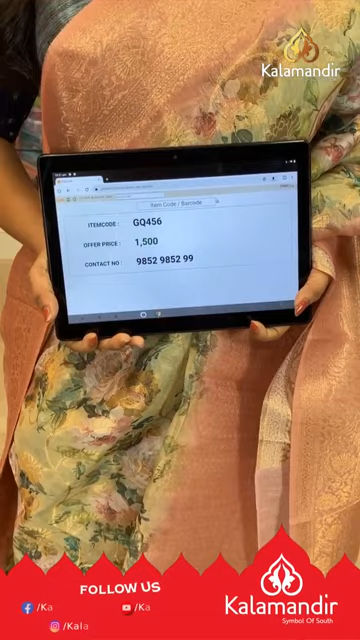 Kalamandir
Item Code / Barcode
ITEMCODE : GQ456
OFFER PRICE : 1,500
CONTACT NO : 9852 9852 99
FOLLOW US
/Ka
/Ka
/Kala
Kalamandir
Symbol Of South